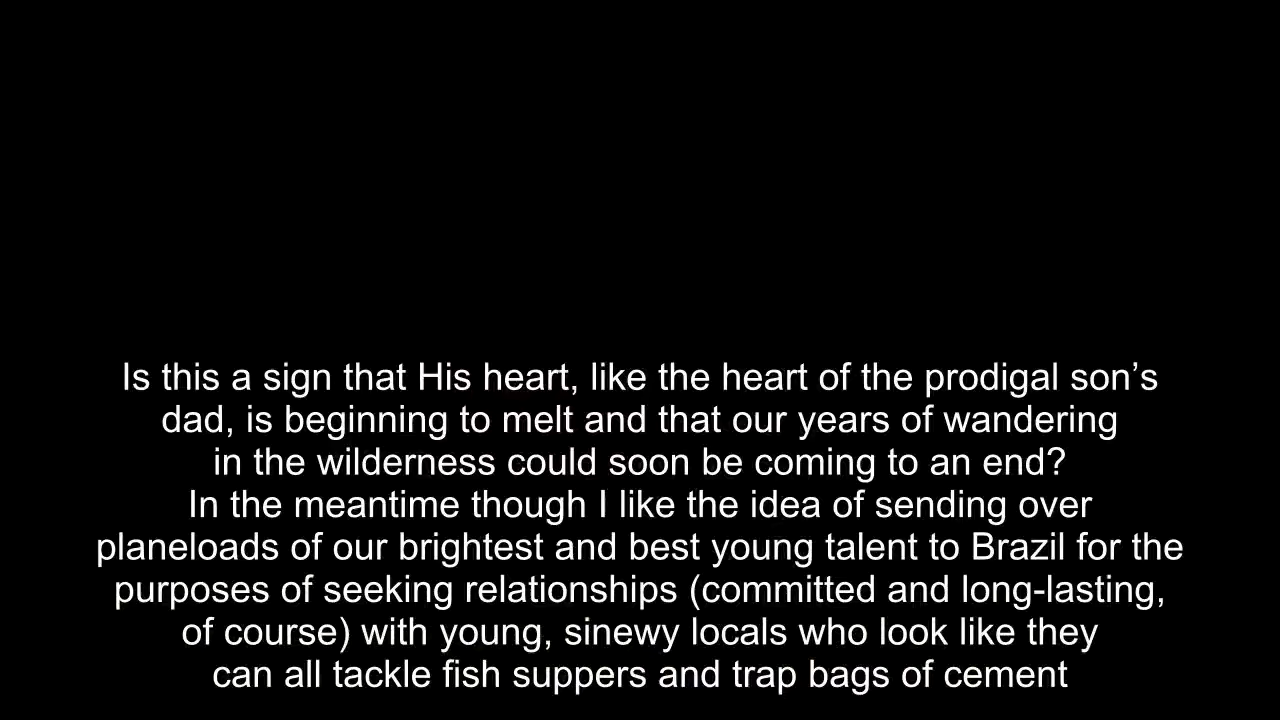 Is this a sign that His heart, like the heart of the prodigal son’s
dad, is beginning to melt and that our years of wandering
in the wilderness could soon be coming to an end?
In the meantime though I like the idea of sending over
planeloads of our brightest and best young talent to Brazil for the
purposes of seeking relationships (committed and long-lasting,
of course) with young, sinewy locals who look like they
can all tackle fish suppers and trap bags of cement